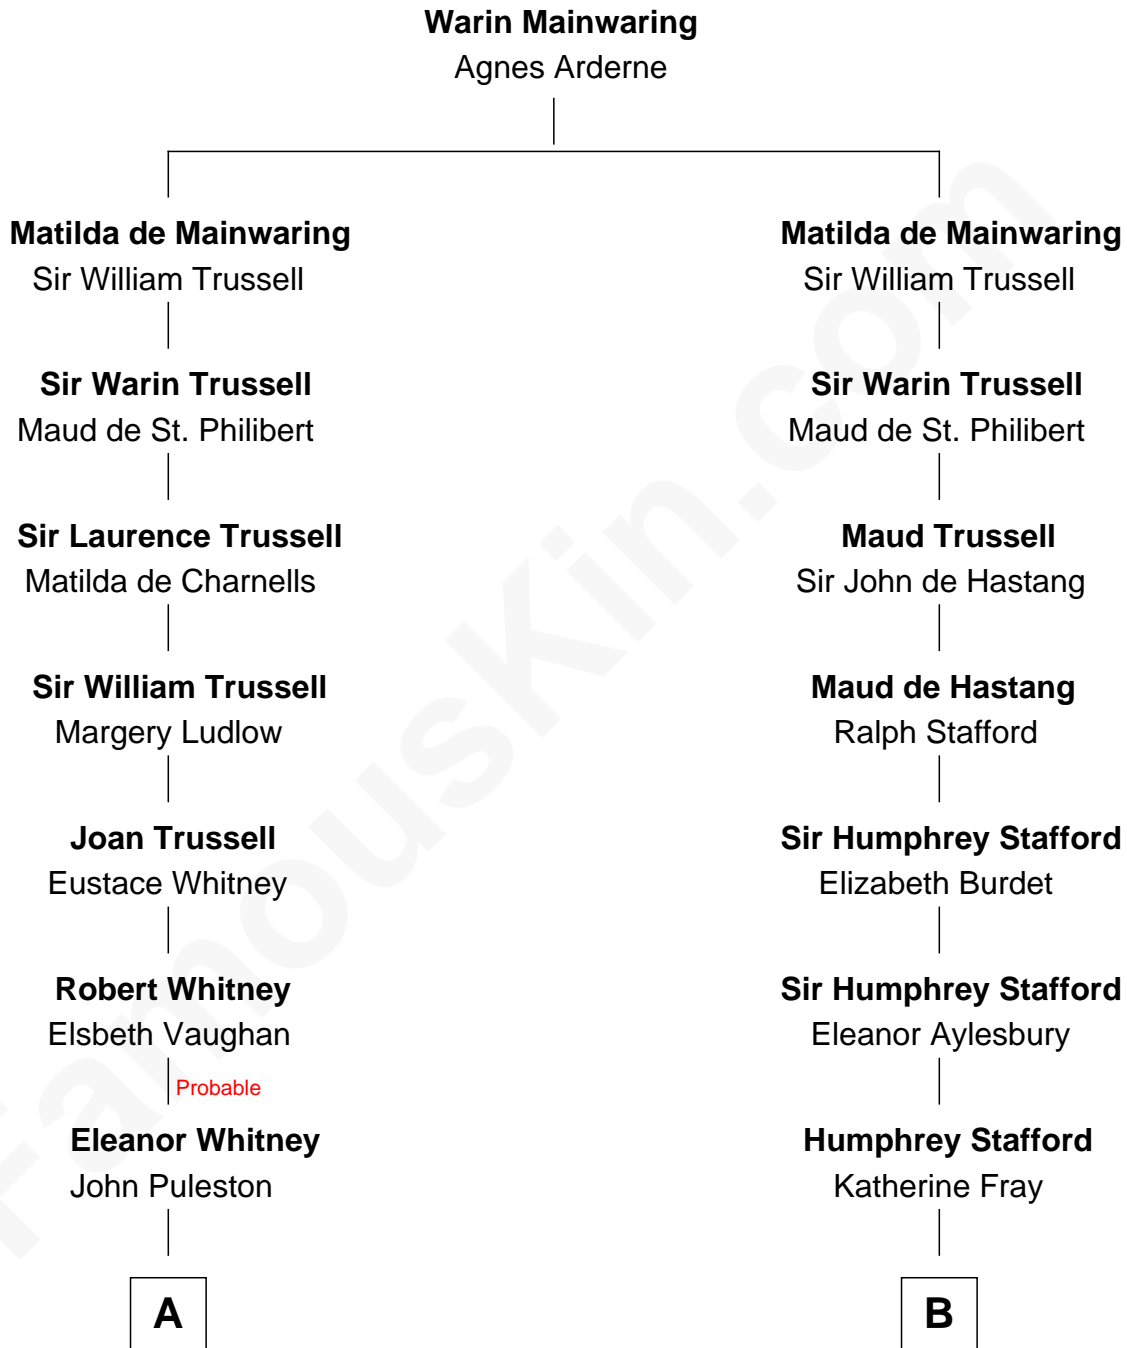 Warin Mainwaring
Agnes Arderne
Matilda de Mainwaring
Sir William Trussell
Sir Warin Trussell
Maud de St. Philibert
Sir Laurence Trussell
Matilda de Charnells
Sir William Trussell
Margery Ludlow
Joan Trussell
Eustace Whitney
Robert Whitney
Elsbeth Vaughan
Probable
Eleanor Whitney
John Puleston
A
Matilda de Mainwaring
Sir William Trussell
Sir Warin Trussell
Maud de St. Philibert
Maud Trussell
Sir John de Hastang
Maud de Hastang
Ralph Stafford
Sir Humphrey Stafford
Elizabeth Burdet
Sir Humphrey Stafford
Eleanor Aylesbury
Humphrey Stafford
Katherine Fray
B
FamousKin.com